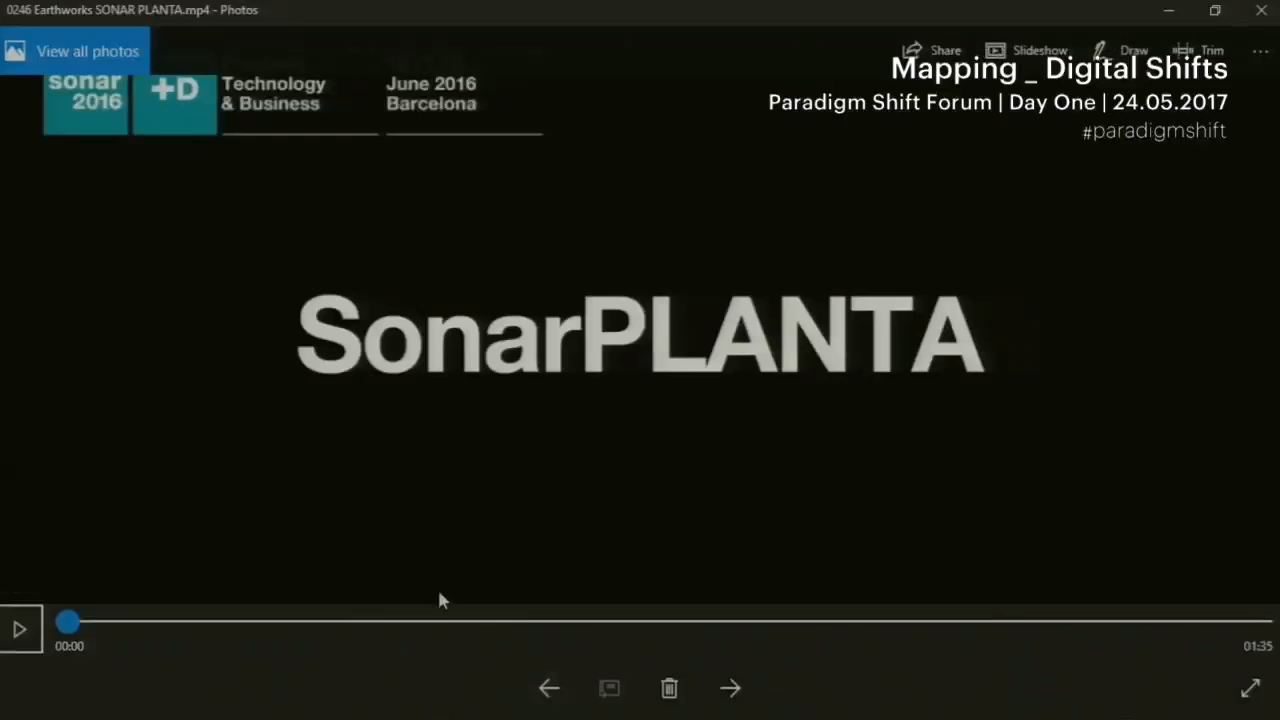 0246 Earthworks SONAR PLANTA.mp4 - Photos
View all photos
Share
Slideshow
Draw
Trim
Mapping _ Digital Shifts
Paradigm Shift Forum | Day One | 24.05.2017
#paradigmshift
sonar
2016
+D
Technology
& Business
June 2016
Barcelona
SonarPLANTA
00:00
01:35